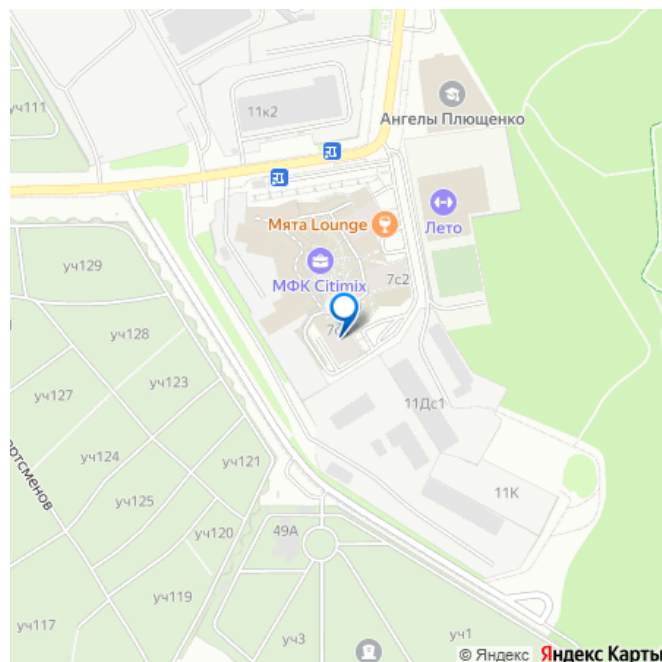 уч111
11к2
Ангелы Плющенко
Мята Lounge
Лето
уч129
МФК Citimix
7с2
уч128
уч123
уч127
11Дс1
уч124
уч121
уч125
11К
49А
уч120
уч119
уч117
уч3
уч1
© Яндекс Яндекс Карты